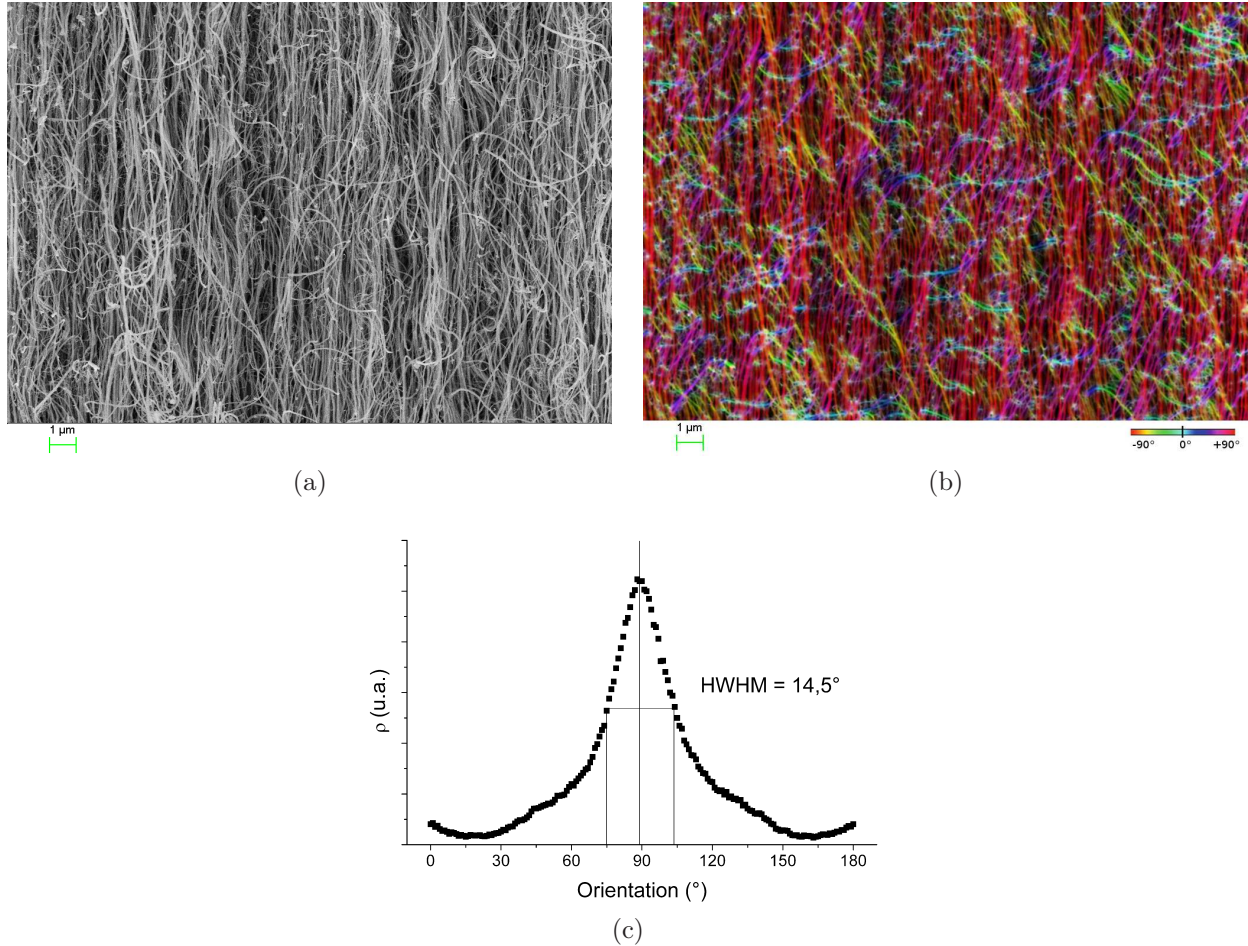 1 µm
(a)
1 µm
-90° 0° +90°
(b)
HWHM = 14,5°
ρ (u.a.)
0 30 60 90 120 150 180
Orientation (°)
(c)